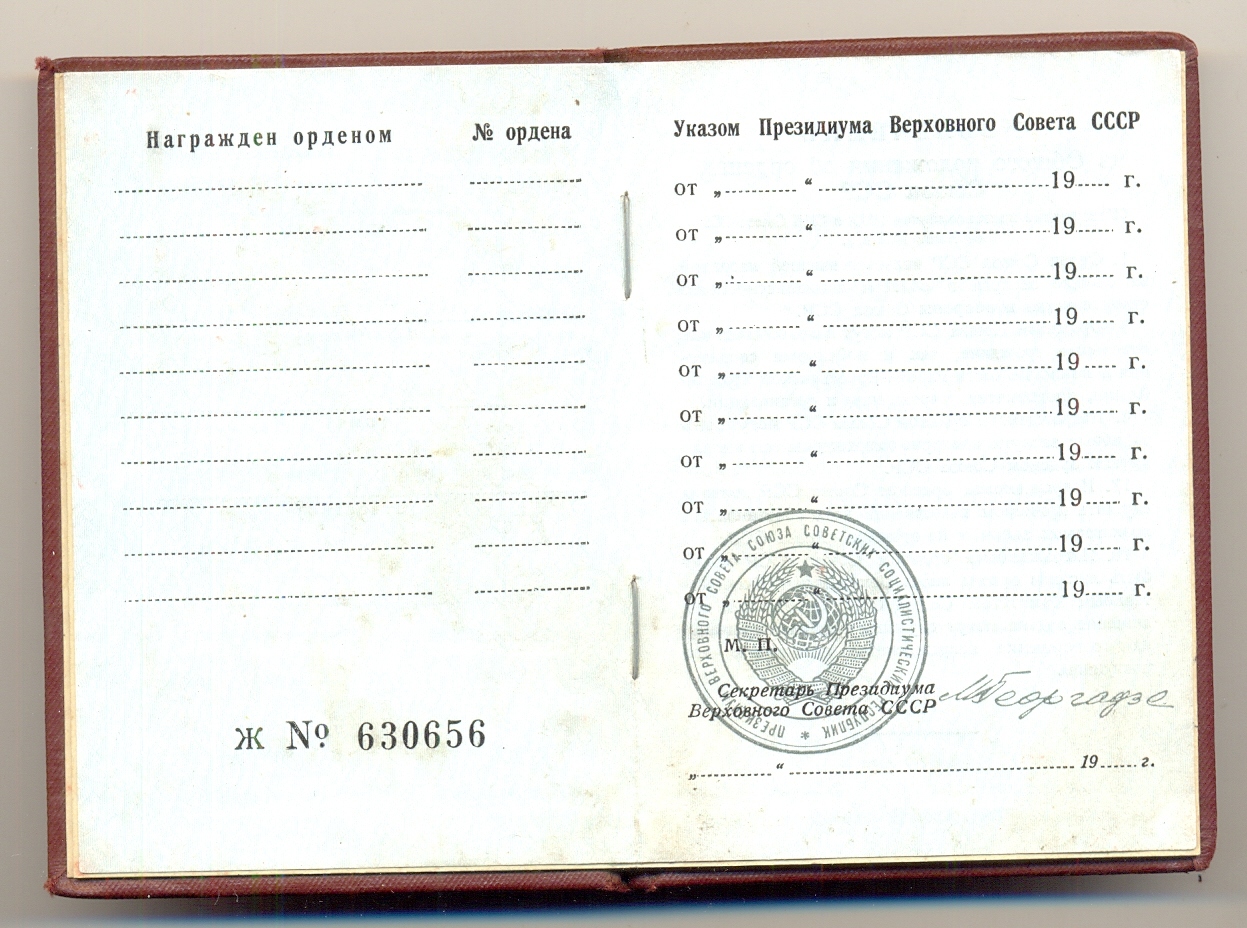 Награжден орденом
№ ордена
Ж № 630656
Указом Президиума Верховного Совета СССР
от „ “ 19 г.
от „ “ 19 г.
от „ “ 19 г.
от „ “ 19 г.
от „ “ 19 г.
от „ “ 19 г.
от „ “ 19 г.
от „ “ 19 г.
от „ “ 19 г.
от „ “ 19 г.
ПРЕЗИДИУМ ВЕРХОВНОГО СОВЕТА СОЮЗА СОВЕТСКИХ СОЦИАЛИСТИЧЕСКИХ РЕСПУБЛИК *
М. П.
Секретарь Президиума
Верховного Совета СССР
МГеоргадзе
„ “ 19 г.